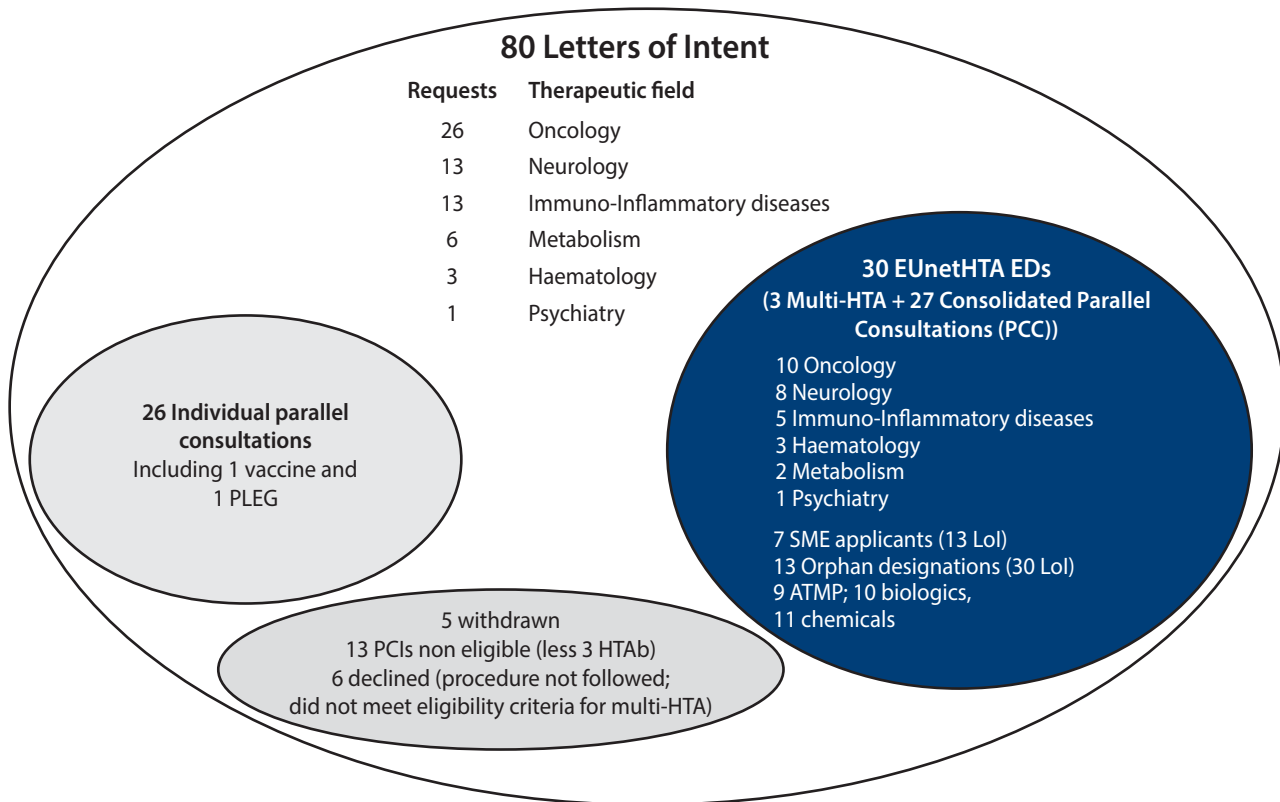 80 Letters of Intent
Requests Therapeutic field
26 Oncology
13 Neurology
13 Immuno-Inflammatory diseases
6 Metabolism
3 Haematology
1 Psychiatry
26 Individual parallel
consultations
Including 1 vaccine and
1 PLEG
5 withdrawn
13 PCIs non eligible (less 3 HTAb)
6 declined (procedure not followed;
did not meet eligibility criteria for multi-HTA)
30 EUnetHTA EDs
(3 Multi-HTA + 27 Consolidated Parallel
Consultations (PCC))
10 Oncology
8 Neurology
5 Immuno-Inflammatory diseases
3 Haematology
2 Metabolism
1 Psychiatry
7 SME applicants (13 LoI)
13 Orphan designations (30 LoI)
9 ATMP; 10 biologics,
11 chemicals